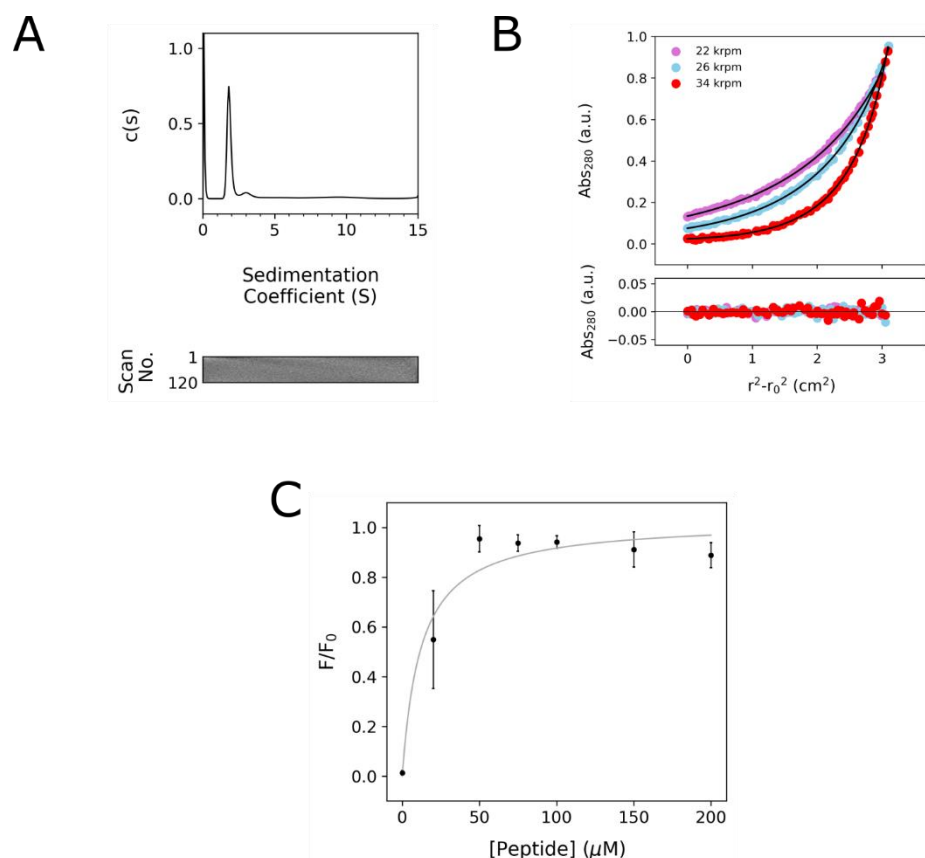 A
1.0
0.5
0.0
c(s)
0 5 10 15
Sedimentation
Coefficient (S)
Scan
No.
1
120
B
22 krpm
26 krpm
34 krpm
1.0
0.8
0.6
0.4
0.2
0.0
Abs280 (a.u.)
0.05
0.00
−0.05
Abs280 (a.u.)
0 1 2 3
r²-r₀² (cm²)
C
1.0
0.8
0.6
0.4
0.2
0.0
F/F₀
0 50 100 150 200
[Peptide] (μM)